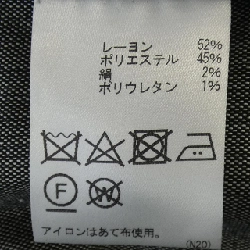 レーヨン 52%
ポリエステル 45%
絹 2%
ポリウレタン 1%
F W
アイロンはあて布使用。
(N20)